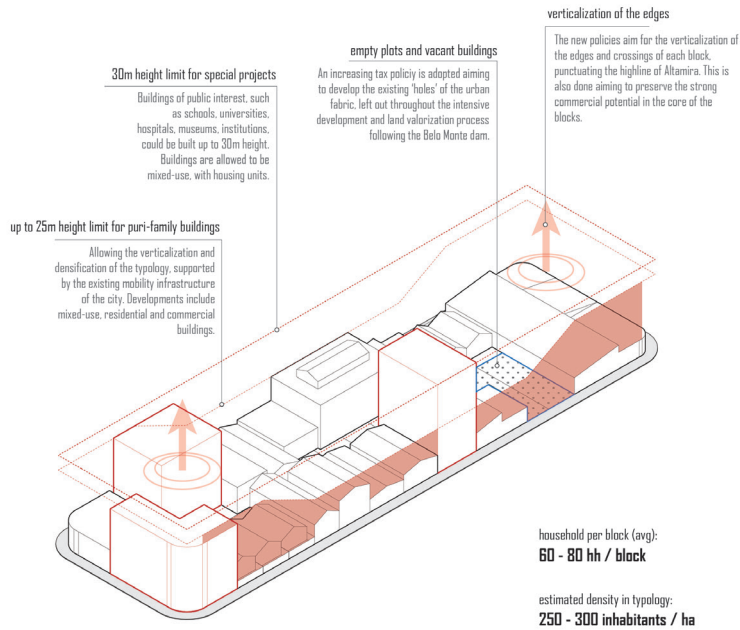 verticalization of the edges
The new policies aim for the verticalization of
the edges and crossings of each block,
punctuating the highline of Altamira. This is
also done aiming to preserve the strong
commercial potential in the core of the
blocks.
empty plots and vacant buildings
An increasing tax policiy is adopted aiming
to develop the existing 'holes' of the urban
fabric, left out throughout the intensive
development and land valorization process
following the Belo Monte dam.
30m height limit for special projects
Buildings of public interest, such
as schools, universities,
hospitals, museums, institutions,
could be built up to 30m height.
Buildings are allowed to be
mixed-use, with housing units.
up to 25m height limit for puri-family buildings
Allowing the verticalization and
densification of the typology, supported
by the existing mobility infrastructure
of the city. Developments include
mixed-use, residential and commercial
buildings.
household per block (avg):
60 - 80 hh / block
estimated density in typology:
250 - 300 inhabitants / ha